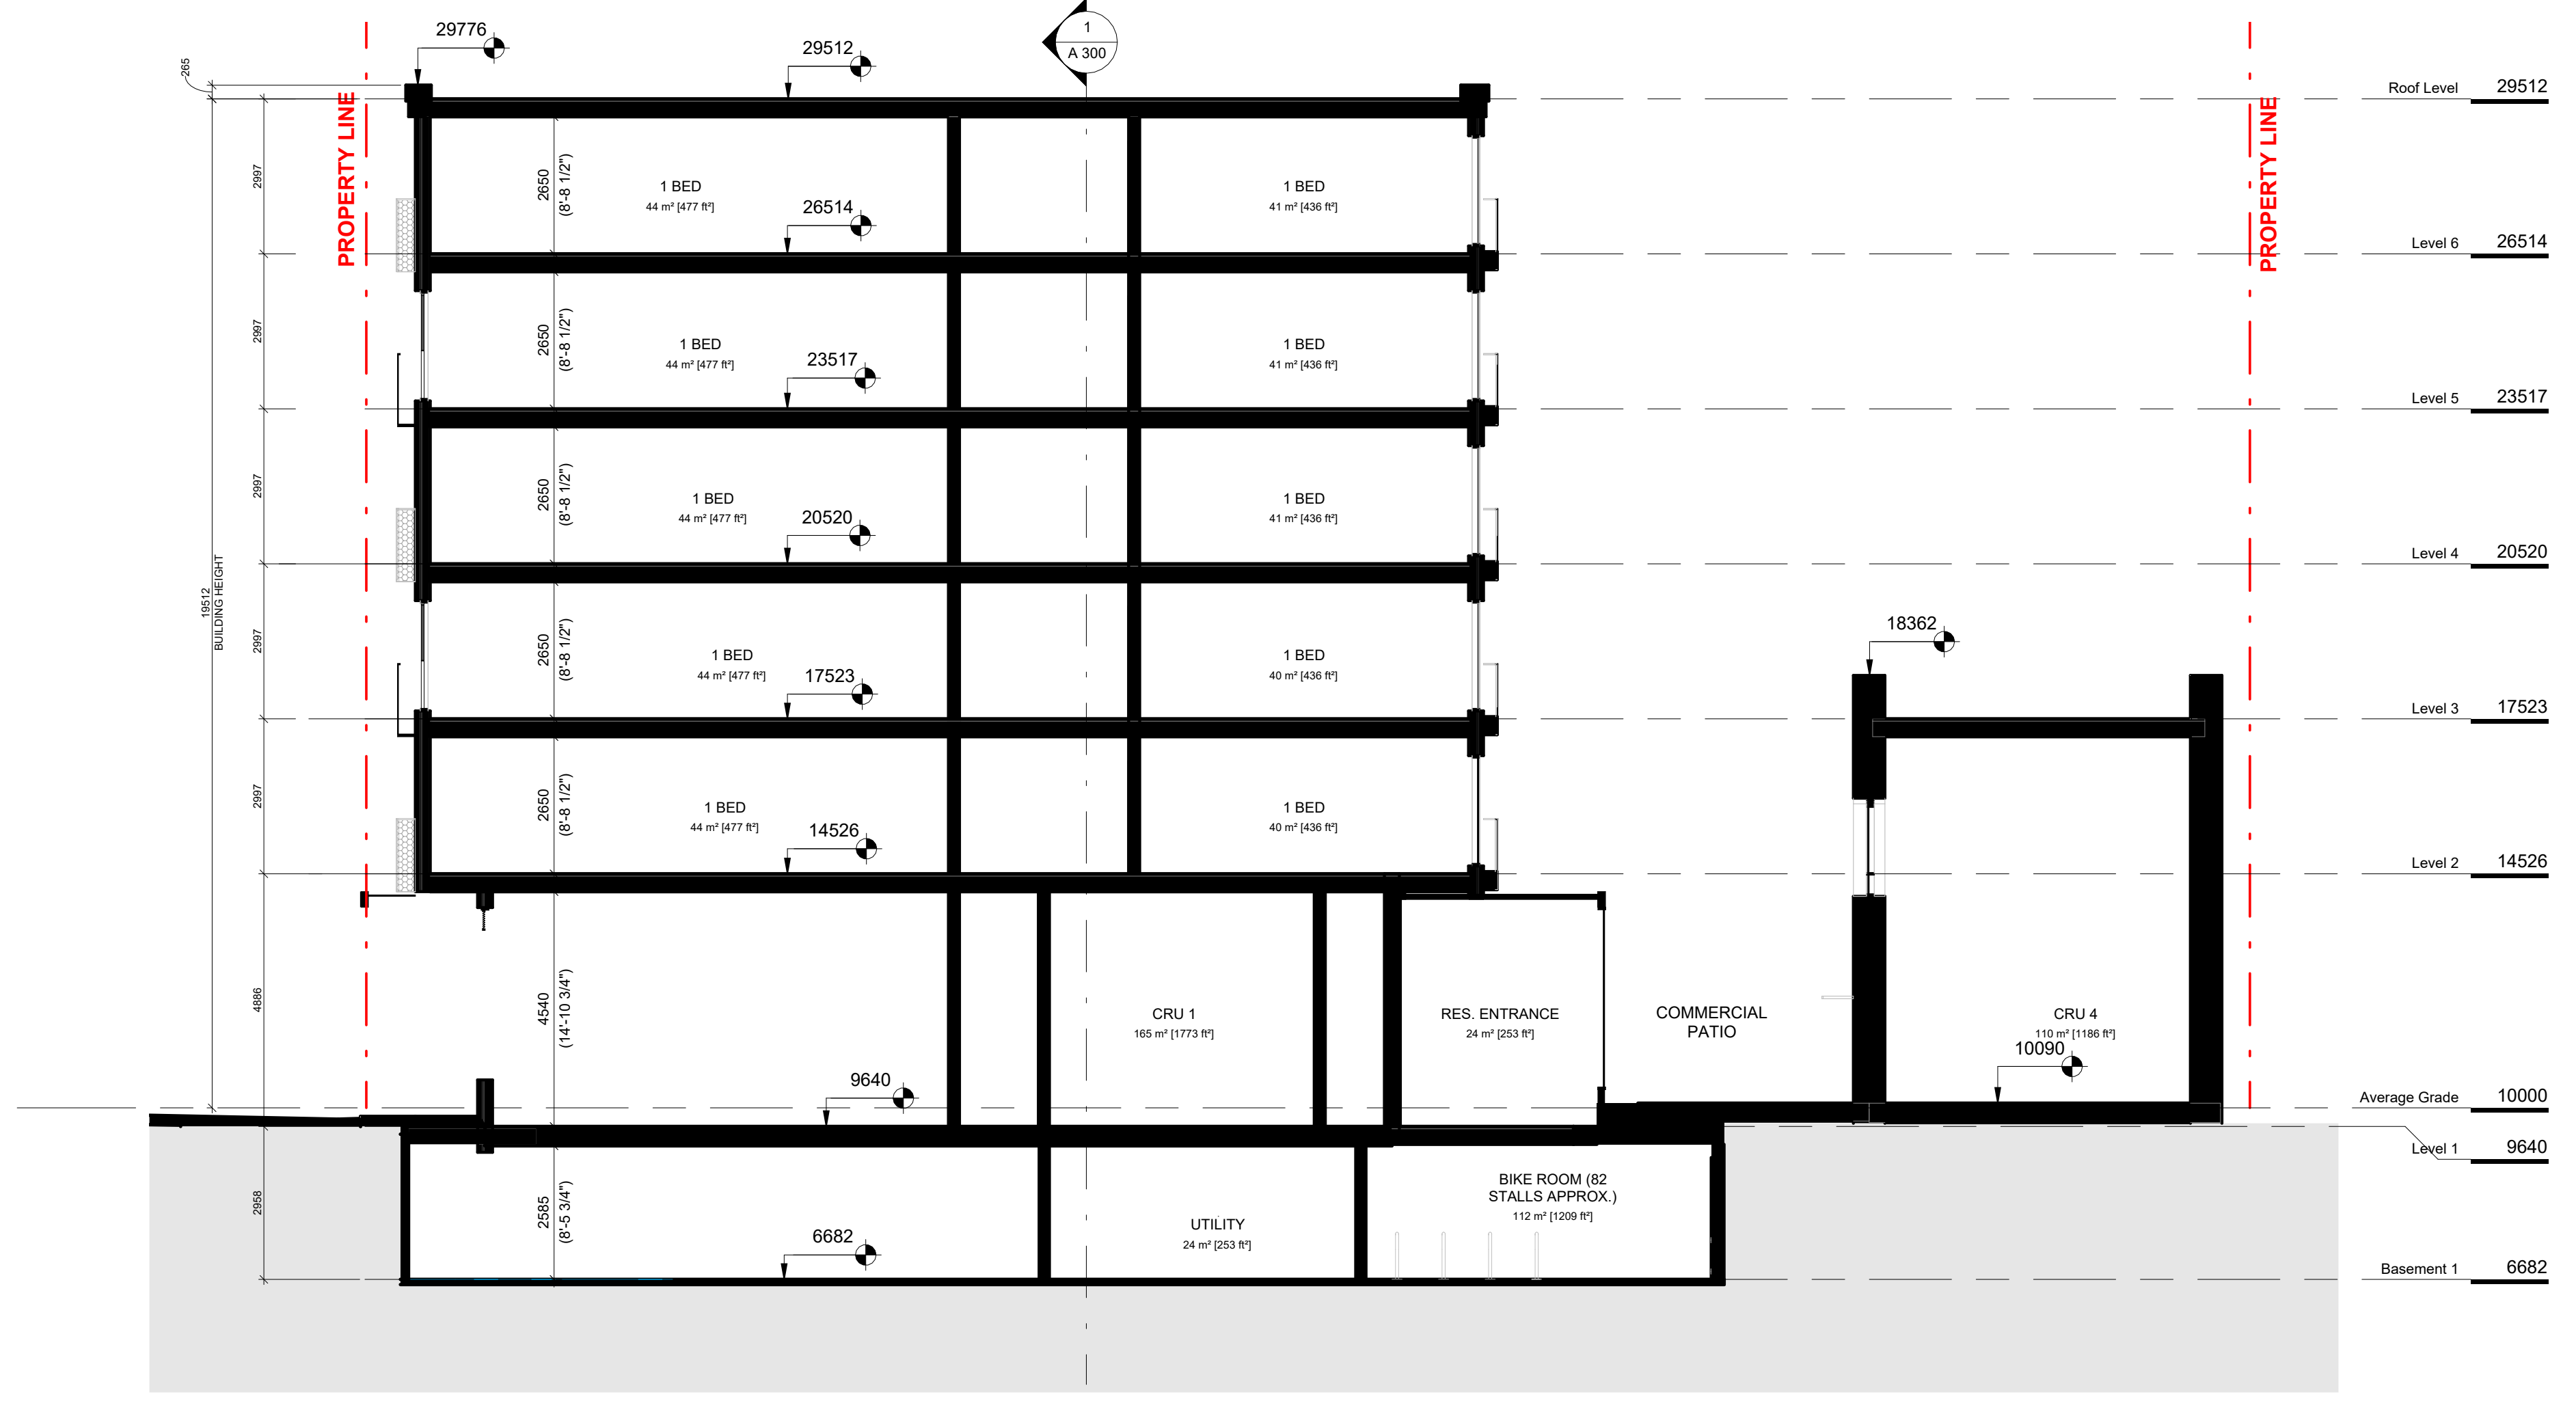 29776
29512
1
A 300
265
Roof Level 29512
PROPERTY LINE
PROPERTY LINE
2997
2650
(8'-8 1/2")
1 BED
44 m² [477 ft²]
1 BED
41 m² [436 ft²]
26514
Level 6 26514
2997
2650
(8'-8 1/2")
1 BED
44 m² [477 ft²]
1 BED
41 m² [436 ft²]
23517
Level 5 23517
2997
2650
(8'-8 1/2")
1 BED
44 m² [477 ft²]
1 BED
41 m² [436 ft²]
20520
Level 4 20520
19512
BUILDING HEIGHT
2997
2650
(8'-8 1/2")
1 BED
44 m² [477 ft²]
1 BED
40 m² [436 ft²]
18362
17523
Level 3 17523
2997
2650
(8'-8 1/2")
1 BED
44 m² [477 ft²]
1 BED
40 m² [436 ft²]
14526
Level 2 14526
4886
4540
(14'-10 3/4")
CRU 1
165 m² [1773 ft²]
RES. ENTRANCE
24 m² [253 ft²]
COMMERCIAL
PATIO
CRU 4
110 m² [1186 ft²]
10090
9640
Average Grade 10000
Level 1 9640
2958
2585
(8'-5 3/4")
6682
UTILITY
24 m² [253 ft²]
BIKE ROOM (82
STALLS APPROX.)
112 m² [1209 ft²]
Basement 1 6682